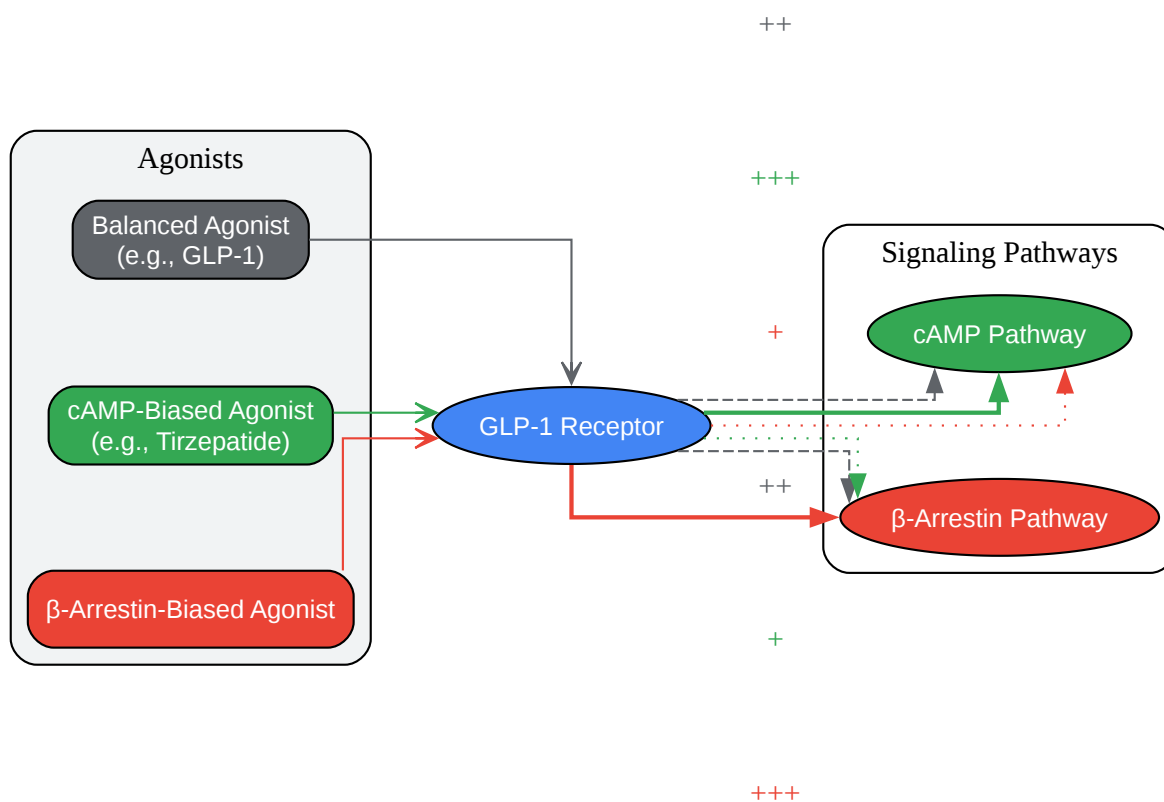 ++
+++
Agonists
Balanced Agonist
(e.g., GLP-1)
Signaling Pathways
cAMP Pathway
+
cAMP-Biased Agonist
(e.g., Tirzepatide)
GLP-1 Receptor
++
β-Arrestin Pathway
β-Arrestin-Biased Agonist
+
+++